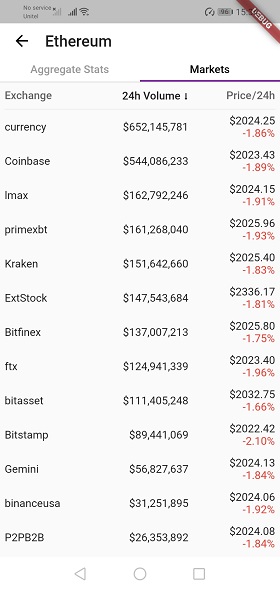 No service
Unitel
96
15:
DEBUG
Ethereum
Aggregate Stats Markets
Exchange 24h Volume ↓ Price/24h
currency $652,145,781 $2024.25
-1.86%
Coinbase $544,086,233 $2023.43
-1.89%
lmax $162,792,246 $2024.15
-1.91%
primexbt $161,268,040 $2025.96
-1.93%
Kraken $151,642,660 $2025.40
-1.83%
ExtStock $147,543,684 $2336.17
-1.81%
Bitfinex $137,007,213 $2025.80
-1.75%
ftx $124,941,339 $2023.40
-1.96%
bitasset $111,405,248 $2032.75
-1.66%
Bitstamp $89,441,069 $2022.42
-2.10%
Gemini $56,827,637 $2024.13
-1.84%
binanceusa $31,251,895 $2024.06
-1.92%
P2PB2B $26,353,892 $2024.08
-1.84%